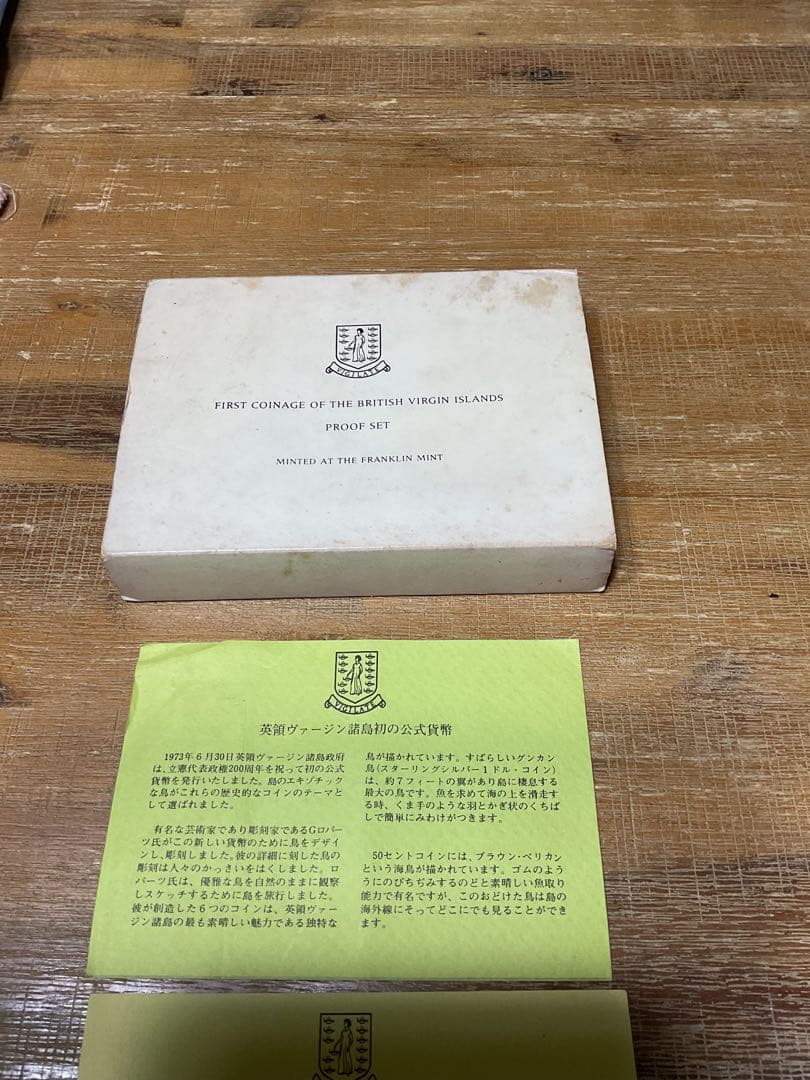 VIGILATE
FIRST COINAGE OF THE BRITISH VIRGIN ISLANDS
PROOF SET
MINTED AT THE FRANKLIN MINT
VIGILATE
英領ヴァージン諸島初の公式貨幣
1973年6月30日英領ヴァージン諸島政府
は、立憲代表政権200周年を祝って初の公式
貨幣を発行いたしました。島のエキゾチック
な鳥がこれらの歴史的なコインのテーマと
して選ばれました。
有名な芸術家であり彫刻家であるGロバー
ツ氏がこの新しい貨幣のために鳥をデザイ
ンし、彫刻しました。彼の詳細に刻した鳥の
彫刻は人々のかっさいをはくしました。ロ
バーツ氏は、優雅な鳥を自然のままに観察
しスケッチするために島を旅行しました。
彼が創造した6つのコインは、英領ヴァー
ジン諸島の最も素晴しい魅力である独特な
鳥が描かれています。すばらしいグンカン
鳥(スターリングシルバー1ドル・コイン)
は、約7フィートの翼があり島に棲息する
最大の鳥です。魚を求めて海の上を滑走す
る時、くま手のような羽とかぎ状のくちば
しで簡単にみわけがつきます。
50セントコインには、ブラウン・ペリカン
という海鳥が描かれています。ゴムのよう
ようにのびちぢみするのどと素晴しい魚取り
能力で有名ですが、このおどけた鳥は島の
海外線にそってどこにでも見ることができ
ます。